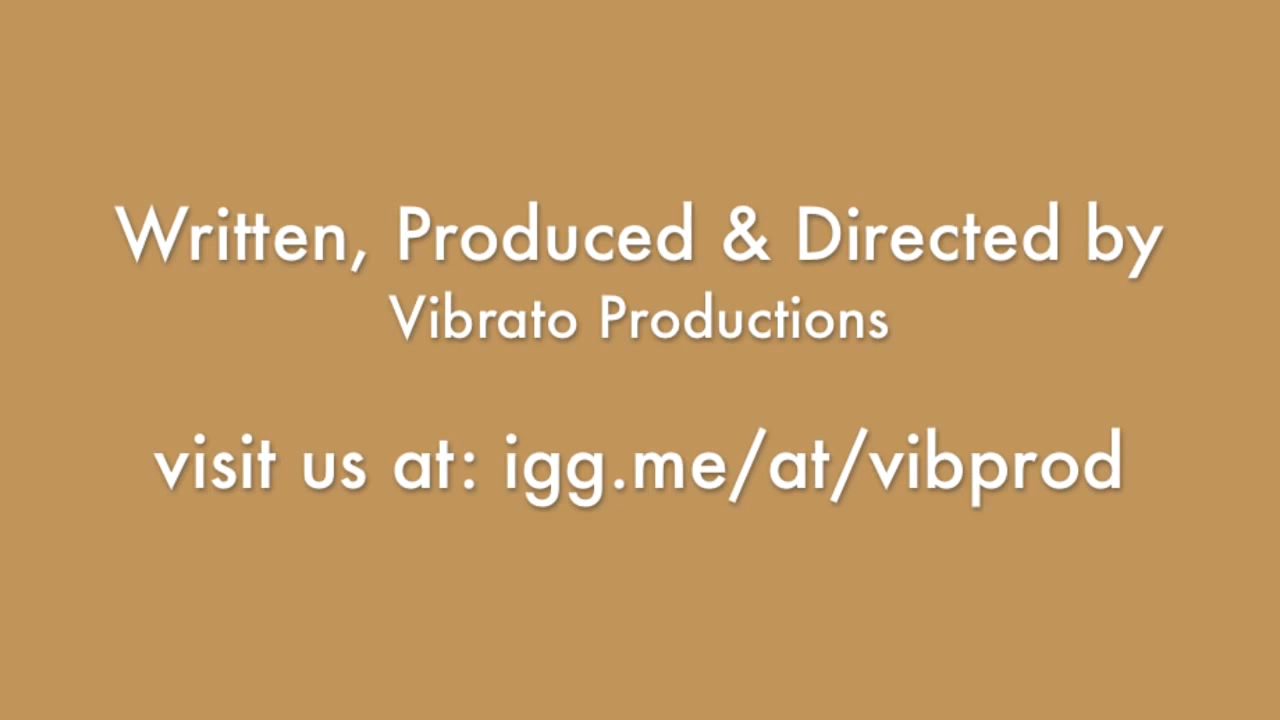 Written, Produced & Directed by
Vibrato Productions
visit us at: igg.me/at/vibprod